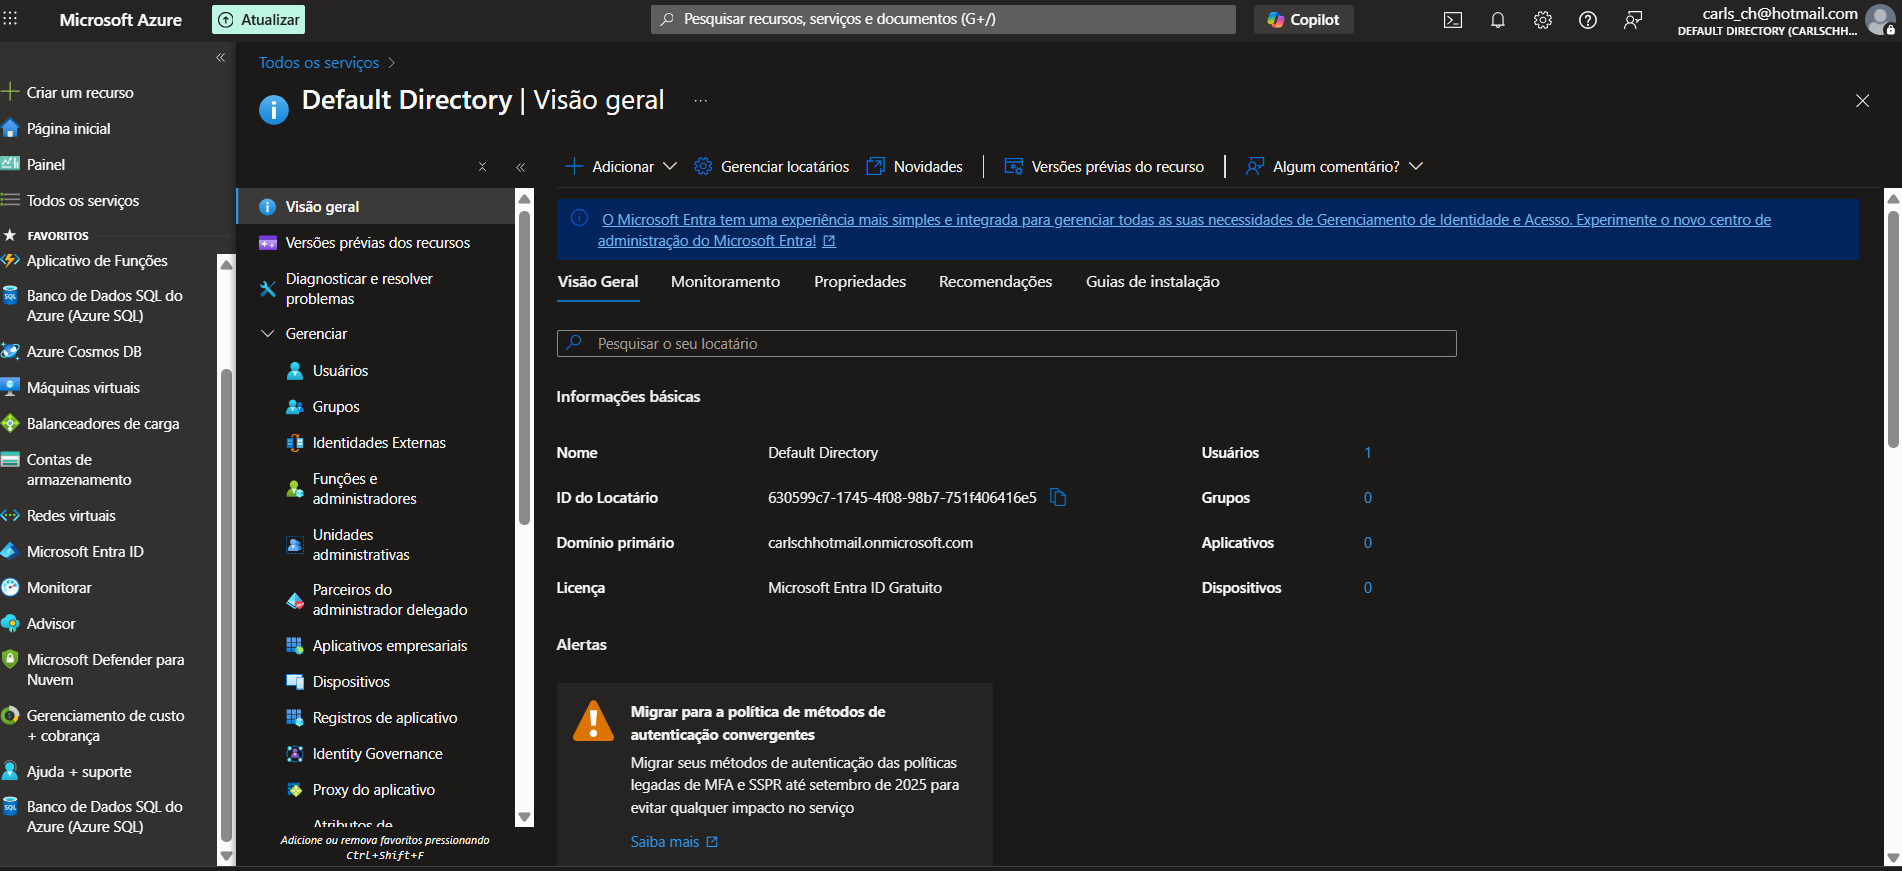 Microsoft Azure
Atualizar
Pesquisar recursos, serviços e documentos (G+/)
Copilot
carls_ch@hotmail.com
DEFAULT DIRECTORY (CARLSCHH...
Criar um recurso
Página inicial
Painel
Todos os serviços
FAVORITOS
Aplicativo de Funções
Banco de Dados SQL do
Azure (Azure SQL)
Azure Cosmos DB
Máquinas virtuais
Balanceadores de carga
Contas de
armazenamento
Redes virtuais
Microsoft Entra ID
Monitorar
Advisor
Microsoft Defender para
Nuvem
Gerenciamento de custo
+ cobrança
Ajuda + suporte
Banco de Dados SQL do
Azure (Azure SQL)
Todos os serviços
Default Directory | Visão geral
...
Visão geral
Versões prévias dos recursos
Diagnosticar e resolver
problemas
Gerenciar
Usuários
Grupos
Identidades Externas
Funções e
administradores
Unidades
administrativas
Parceiros do
administrador delegado
Aplicativos empresariais
Dispositivos
Registros de aplicativo
Identity Governance
Proxy do aplicativo
Atributos de
Adicione ou remova favoritos pressionando
Ctrl+Shift+F
Adicionar
Gerenciar locatários
Novidades
Versões prévias do recurso
Algum comentário?
O Microsoft Entra tem uma experiência mais simples e integrada para gerenciar todas as suas necessidades de Gerenciamento de Identidade e Acesso. Experimente o novo centro de
administração do Microsoft Entra!
Visão Geral
Monitoramento
Propriedades
Recomendações
Guias de instalação
Pesquisar o seu locatário
Informações básicas
Nome
Default Directory
Usuários
1
ID do Locatário
630599c7-1745-4f08-98b7-751f406416e5
Grupos
0
Domínio primário
carlschhotmail.onmicrosoft.com
Aplicativos
0
Licença
Microsoft Entra ID Gratuito
Dispositivos
0
Alertas
Migrar para a política de métodos de
autenticação convergentes
Migrar seus métodos de autenticação das políticas
legadas de MFA e SSPR até setembro de 2025 para
evitar qualquer impacto no serviço
Saiba mais